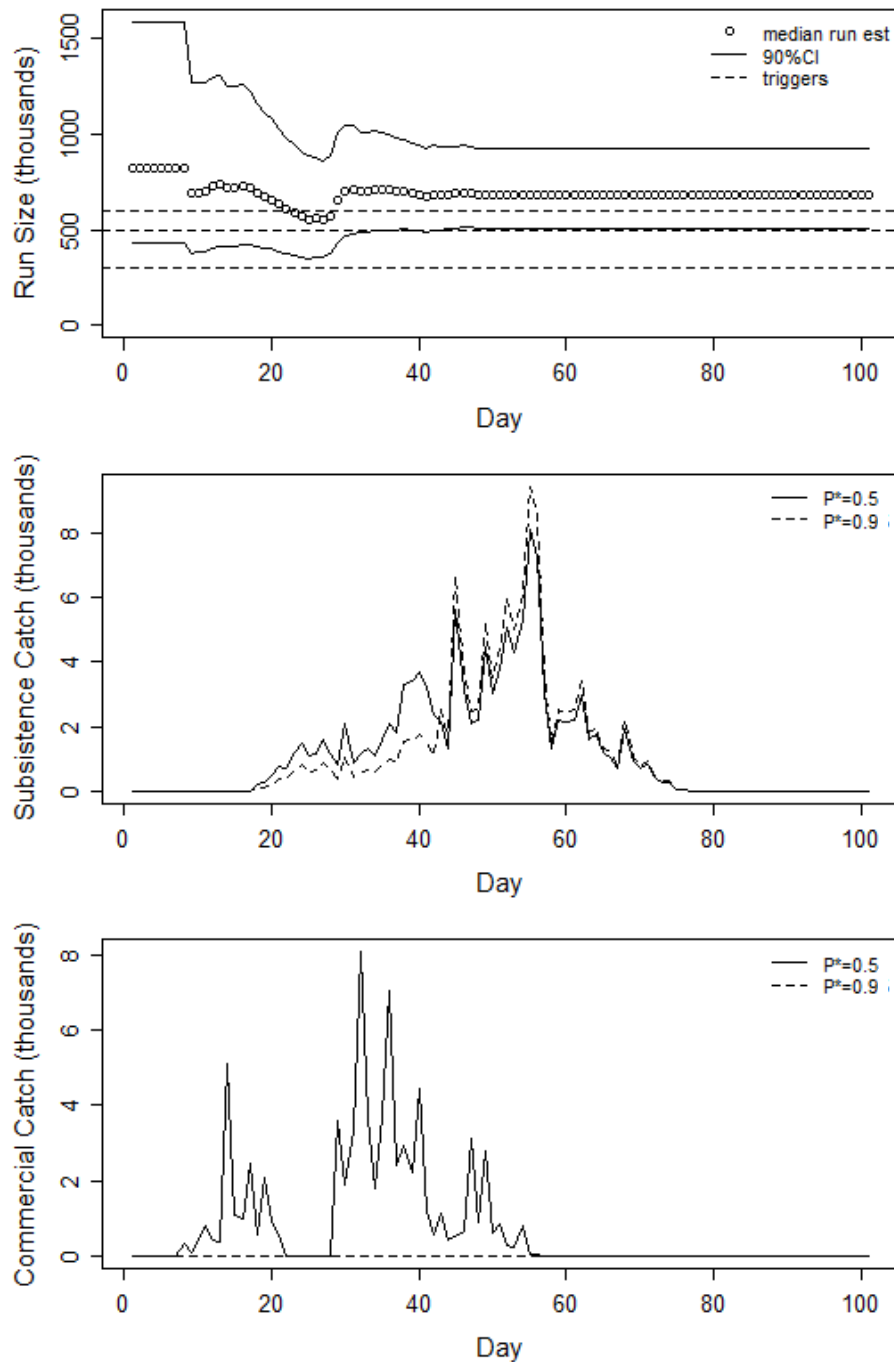 Run Size (thousands)
1500
1000
500
0
median run est
90%CI
triggers
0 20 40 60 80 100
Day
Subsistence Catch (thousands)
8
6
4
2
0
P*=0.5
P*=0.9
0 20 40 60 80 100
Day
Commercial Catch (thousands)
8
6
4
2
0
P*=0.5
P*=0.9
0 20 40 60 80 100
Day